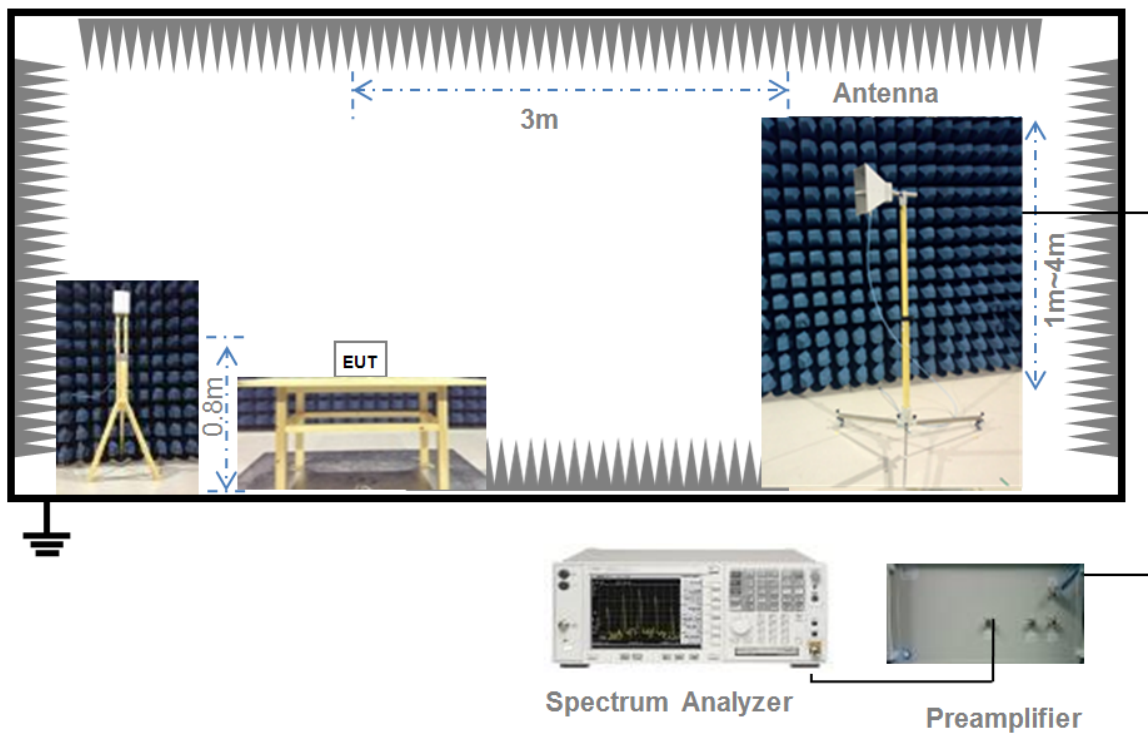 Antenna
3m
1m~4m
EUT
0.8m
Spectrum Analyzer
Preamplifier